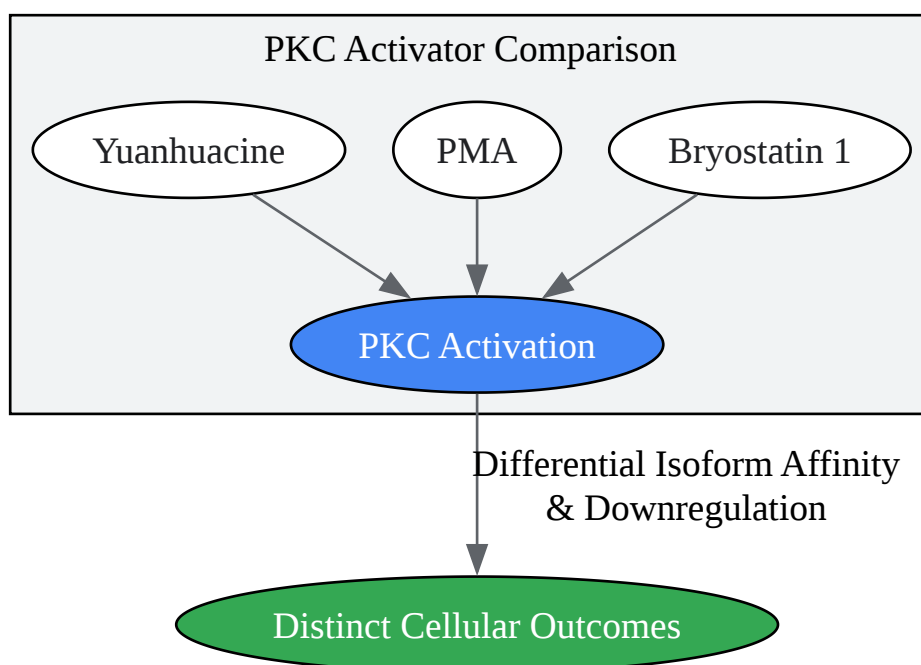 PKC Activator Comparison
Yuanhuacine
PMA
Bryostatin 1
PKC Activation
Differential Isoform Affinity
& Downregulation
Distinct Cellular Outcomes